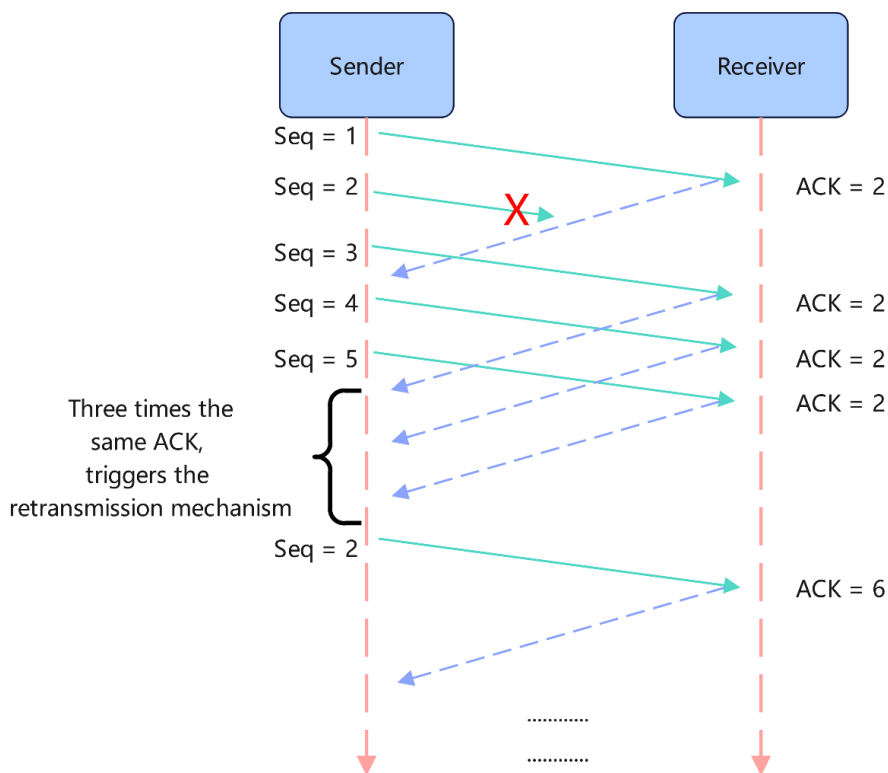 Sender
Receiver
Seq = 1
Seq = 2
ACK = 2
X
Seq = 3
Seq = 4
ACK = 2
Seq = 5
ACK = 2
ACK = 2
Three times the
same ACK,
triggers the
retransmission mechanism
Seq = 2
ACK = 6
............
............